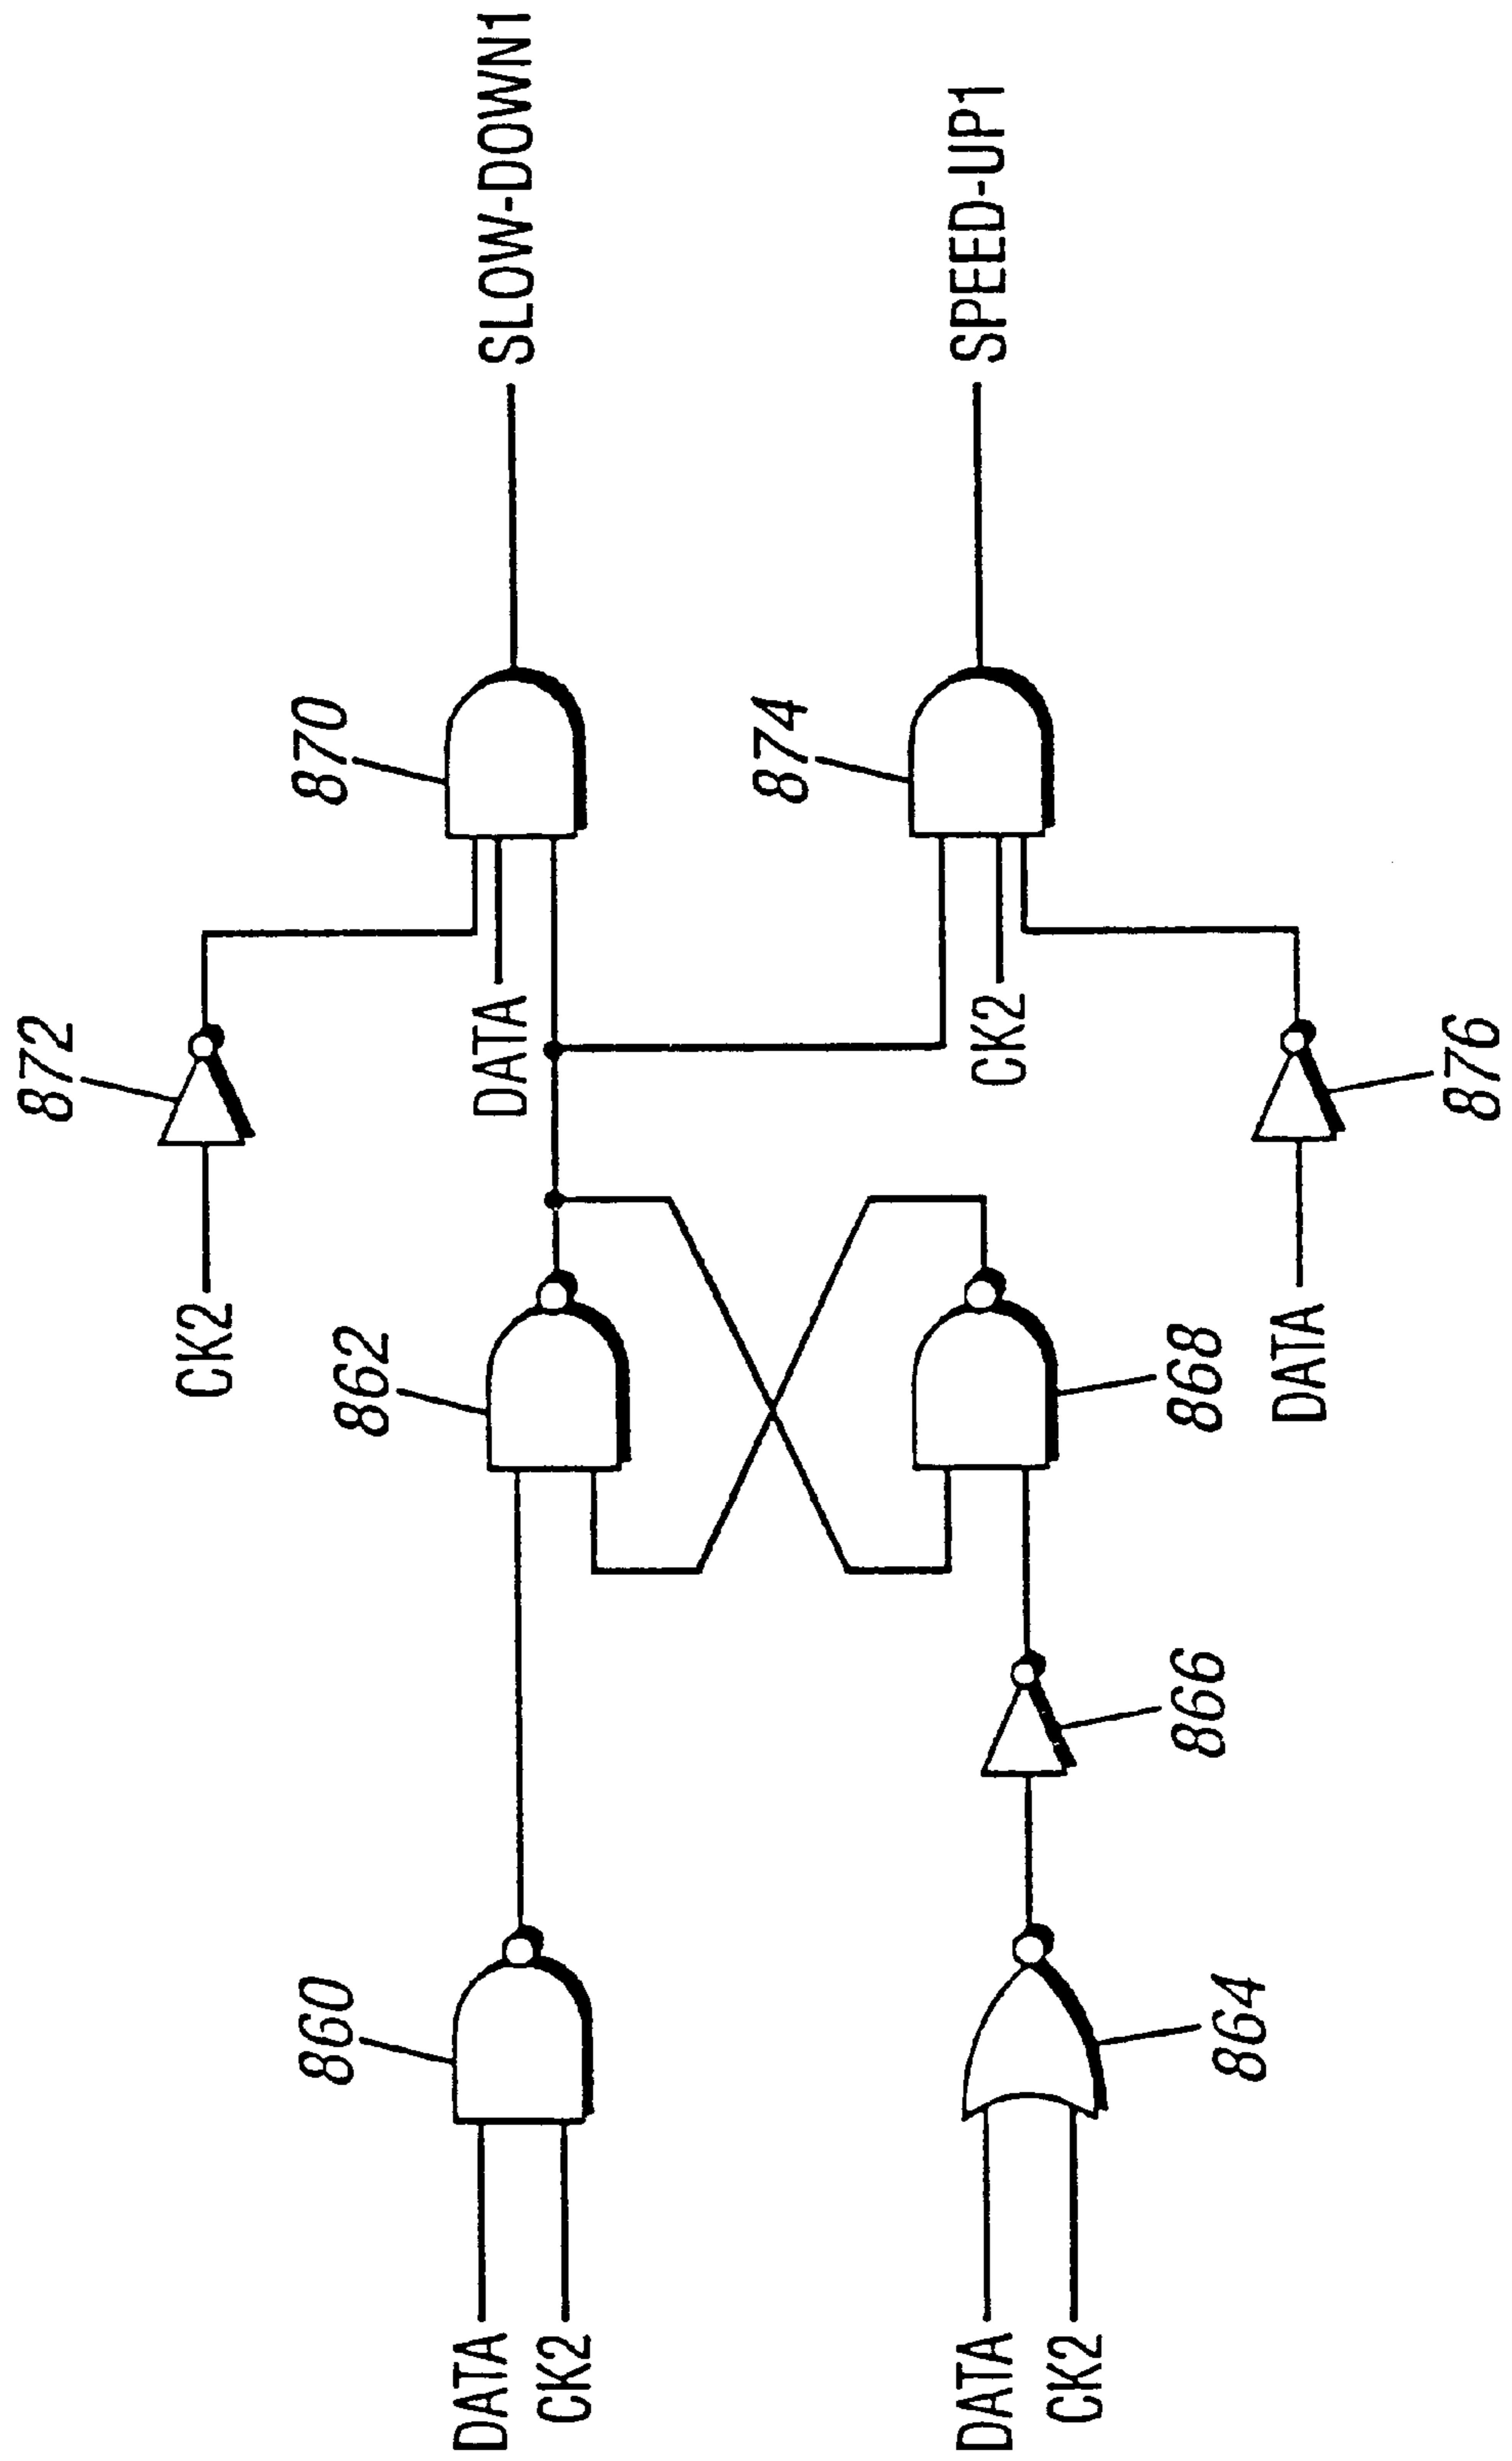 DATA
CK2
860
862
CK2
872
DATA
870
SLOW-DOWN1
DATA
CK2
864
866
868
CK2
874
SPEED-UP1
DATA
876